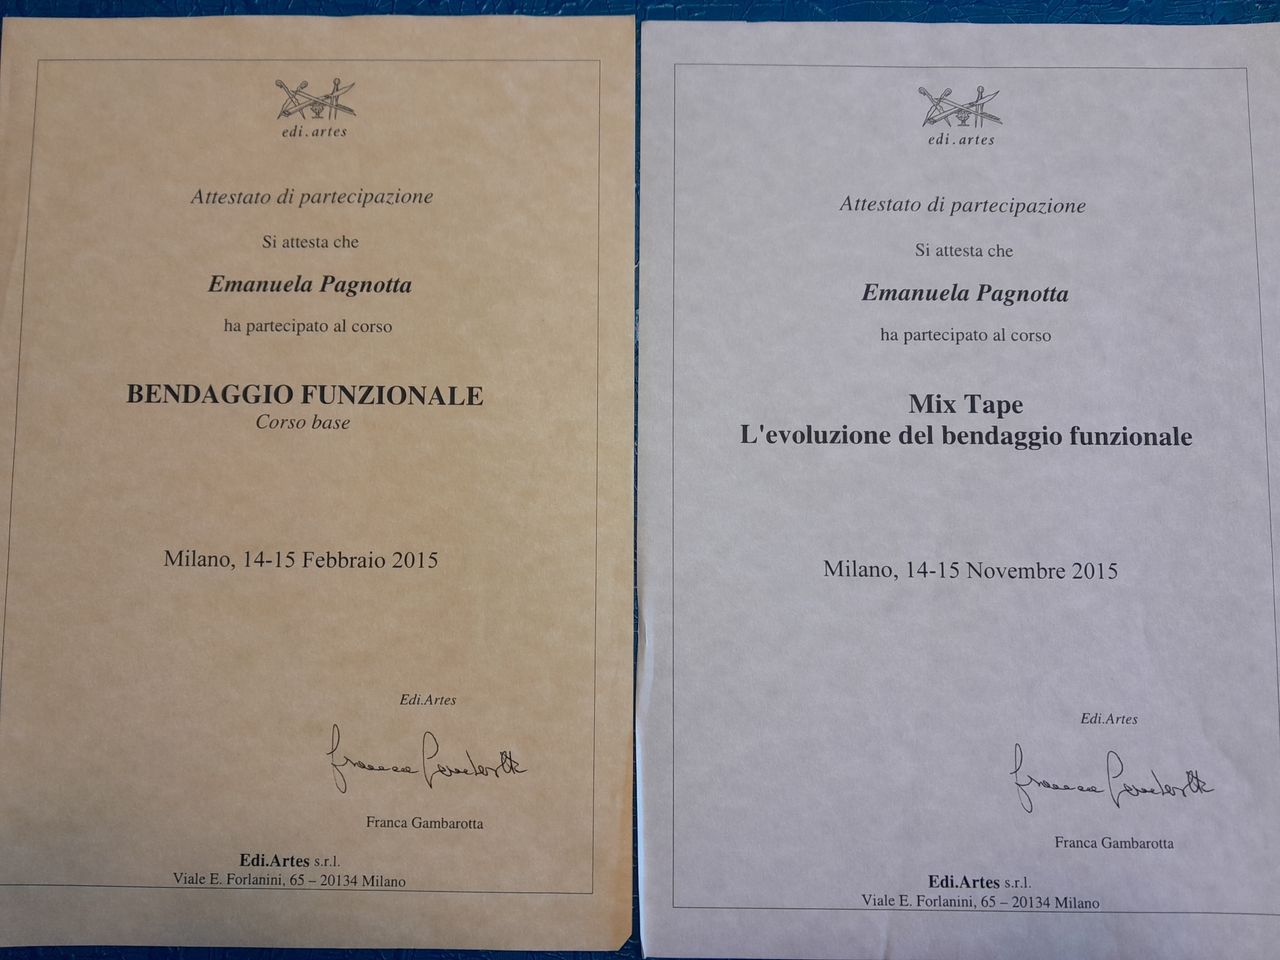 edi.artes
Attestato di partecipazione
Si attesta che
Emanuela Pagnotta
ha partecipato al corso
BENDAGGIO FUNZIONALE
Corso base
Milano, 14-15 Febbraio 2015
Edi.Artes
Franca Gambarotta
Edi.Artes s.r.l.
Viale E. Forlanini, 65 – 20134 Milano
edi.artes
Attestato di partecipazione
Si attesta che
Emanuela Pagnotta
ha partecipato al corso
Mix Tape
L'evoluzione del bendaggio funzionale
Milano, 14-15 Novembre 2015
Edi.Artes
Franca Gambarotta
Edi.Artes s.r.l.
Viale E. Forlanini, 65 – 20134 Milano